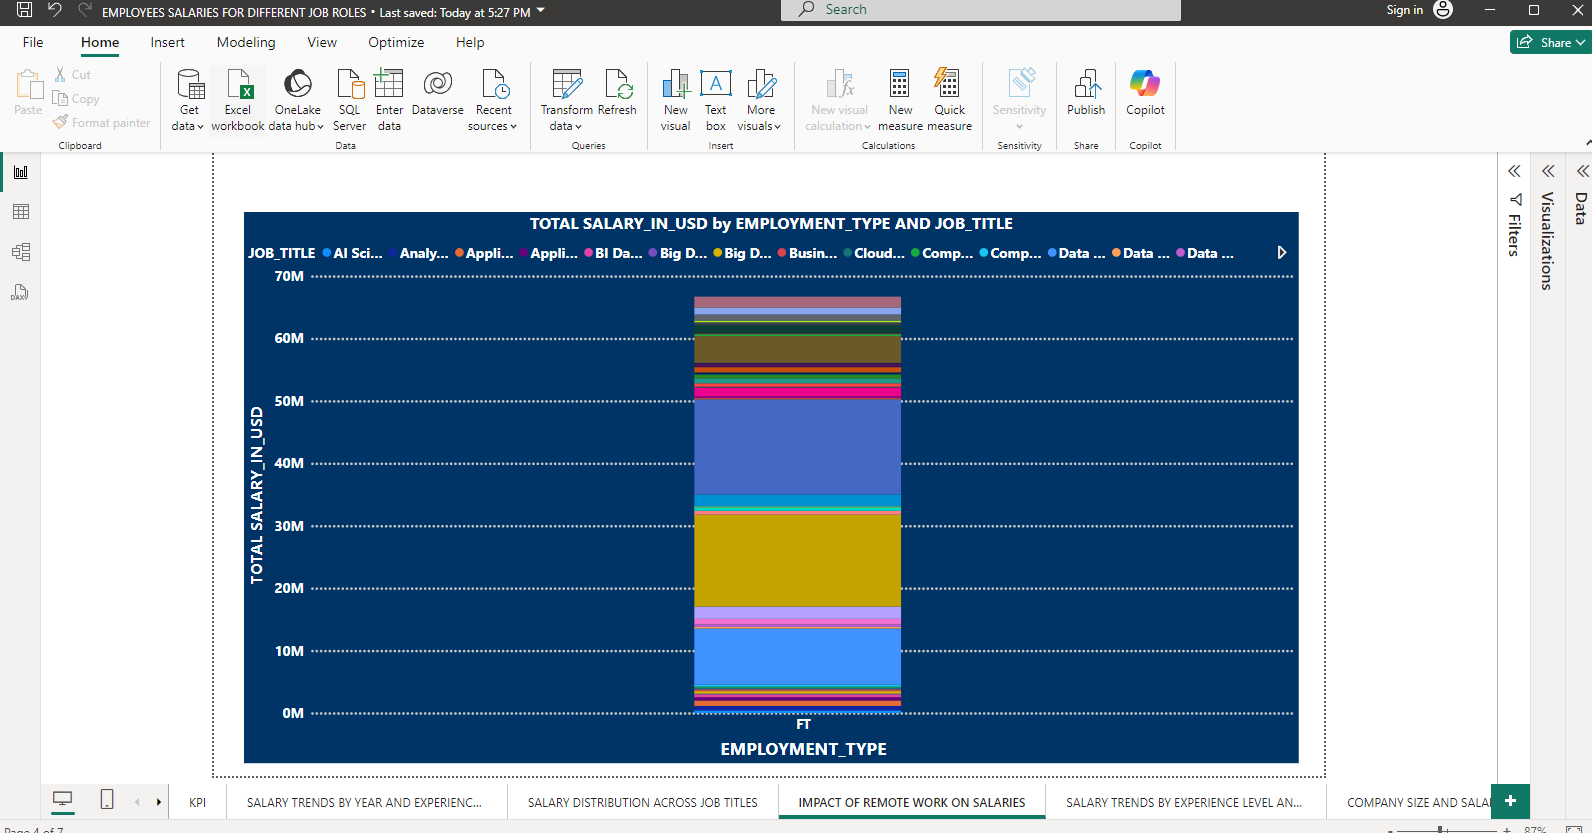 EMPLOYEES SALARIES FOR DIFFERENT JOB ROLES • Last saved: Today at 5:27 PM
Search
Sign in
File Home Insert Modeling View Optimize Help
Share
Paste
Cut
Copy
Format painter
Clipboard
Get data
Excel workbook
OneLake data hub
SQL Server
Enter data
Dataverse
Recent sources
Data
Transform data
Refresh
Queries
New visual
Text box
More visuals
Insert
New visual calculation
New measure
Quick measure
Calculations
Sensitivity
Sensitivity
Publish
Share
Copilot
Copilot
DAX
TOTAL SALARY_IN_USD by EMPLOYMENT_TYPE AND JOB_TITLE
JOB_TITLE AI Sci... Analy... Appli... Appli... BI Da... Big D... Big D... Busin... Cloud... Comp... Comp... Data ... Data ... Data ...
TOTAL SALARY_IN_USD
70M
60M
50M
40M
30M
20M
10M
0M
FT
EMPLOYMENT_TYPE
Filters
Visualizations
Data
KPI
SALARY TRENDS BY YEAR AND EXPERIENC...
SALARY DISTRIBUTION ACROSS JOB TITLES
IMPACT OF REMOTE WORK ON SALARIES
SALARY TRENDS BY EXPERIENCE LEVEL AN...
COMPANY SIZE AND SALA
Page 4 of 7
87%